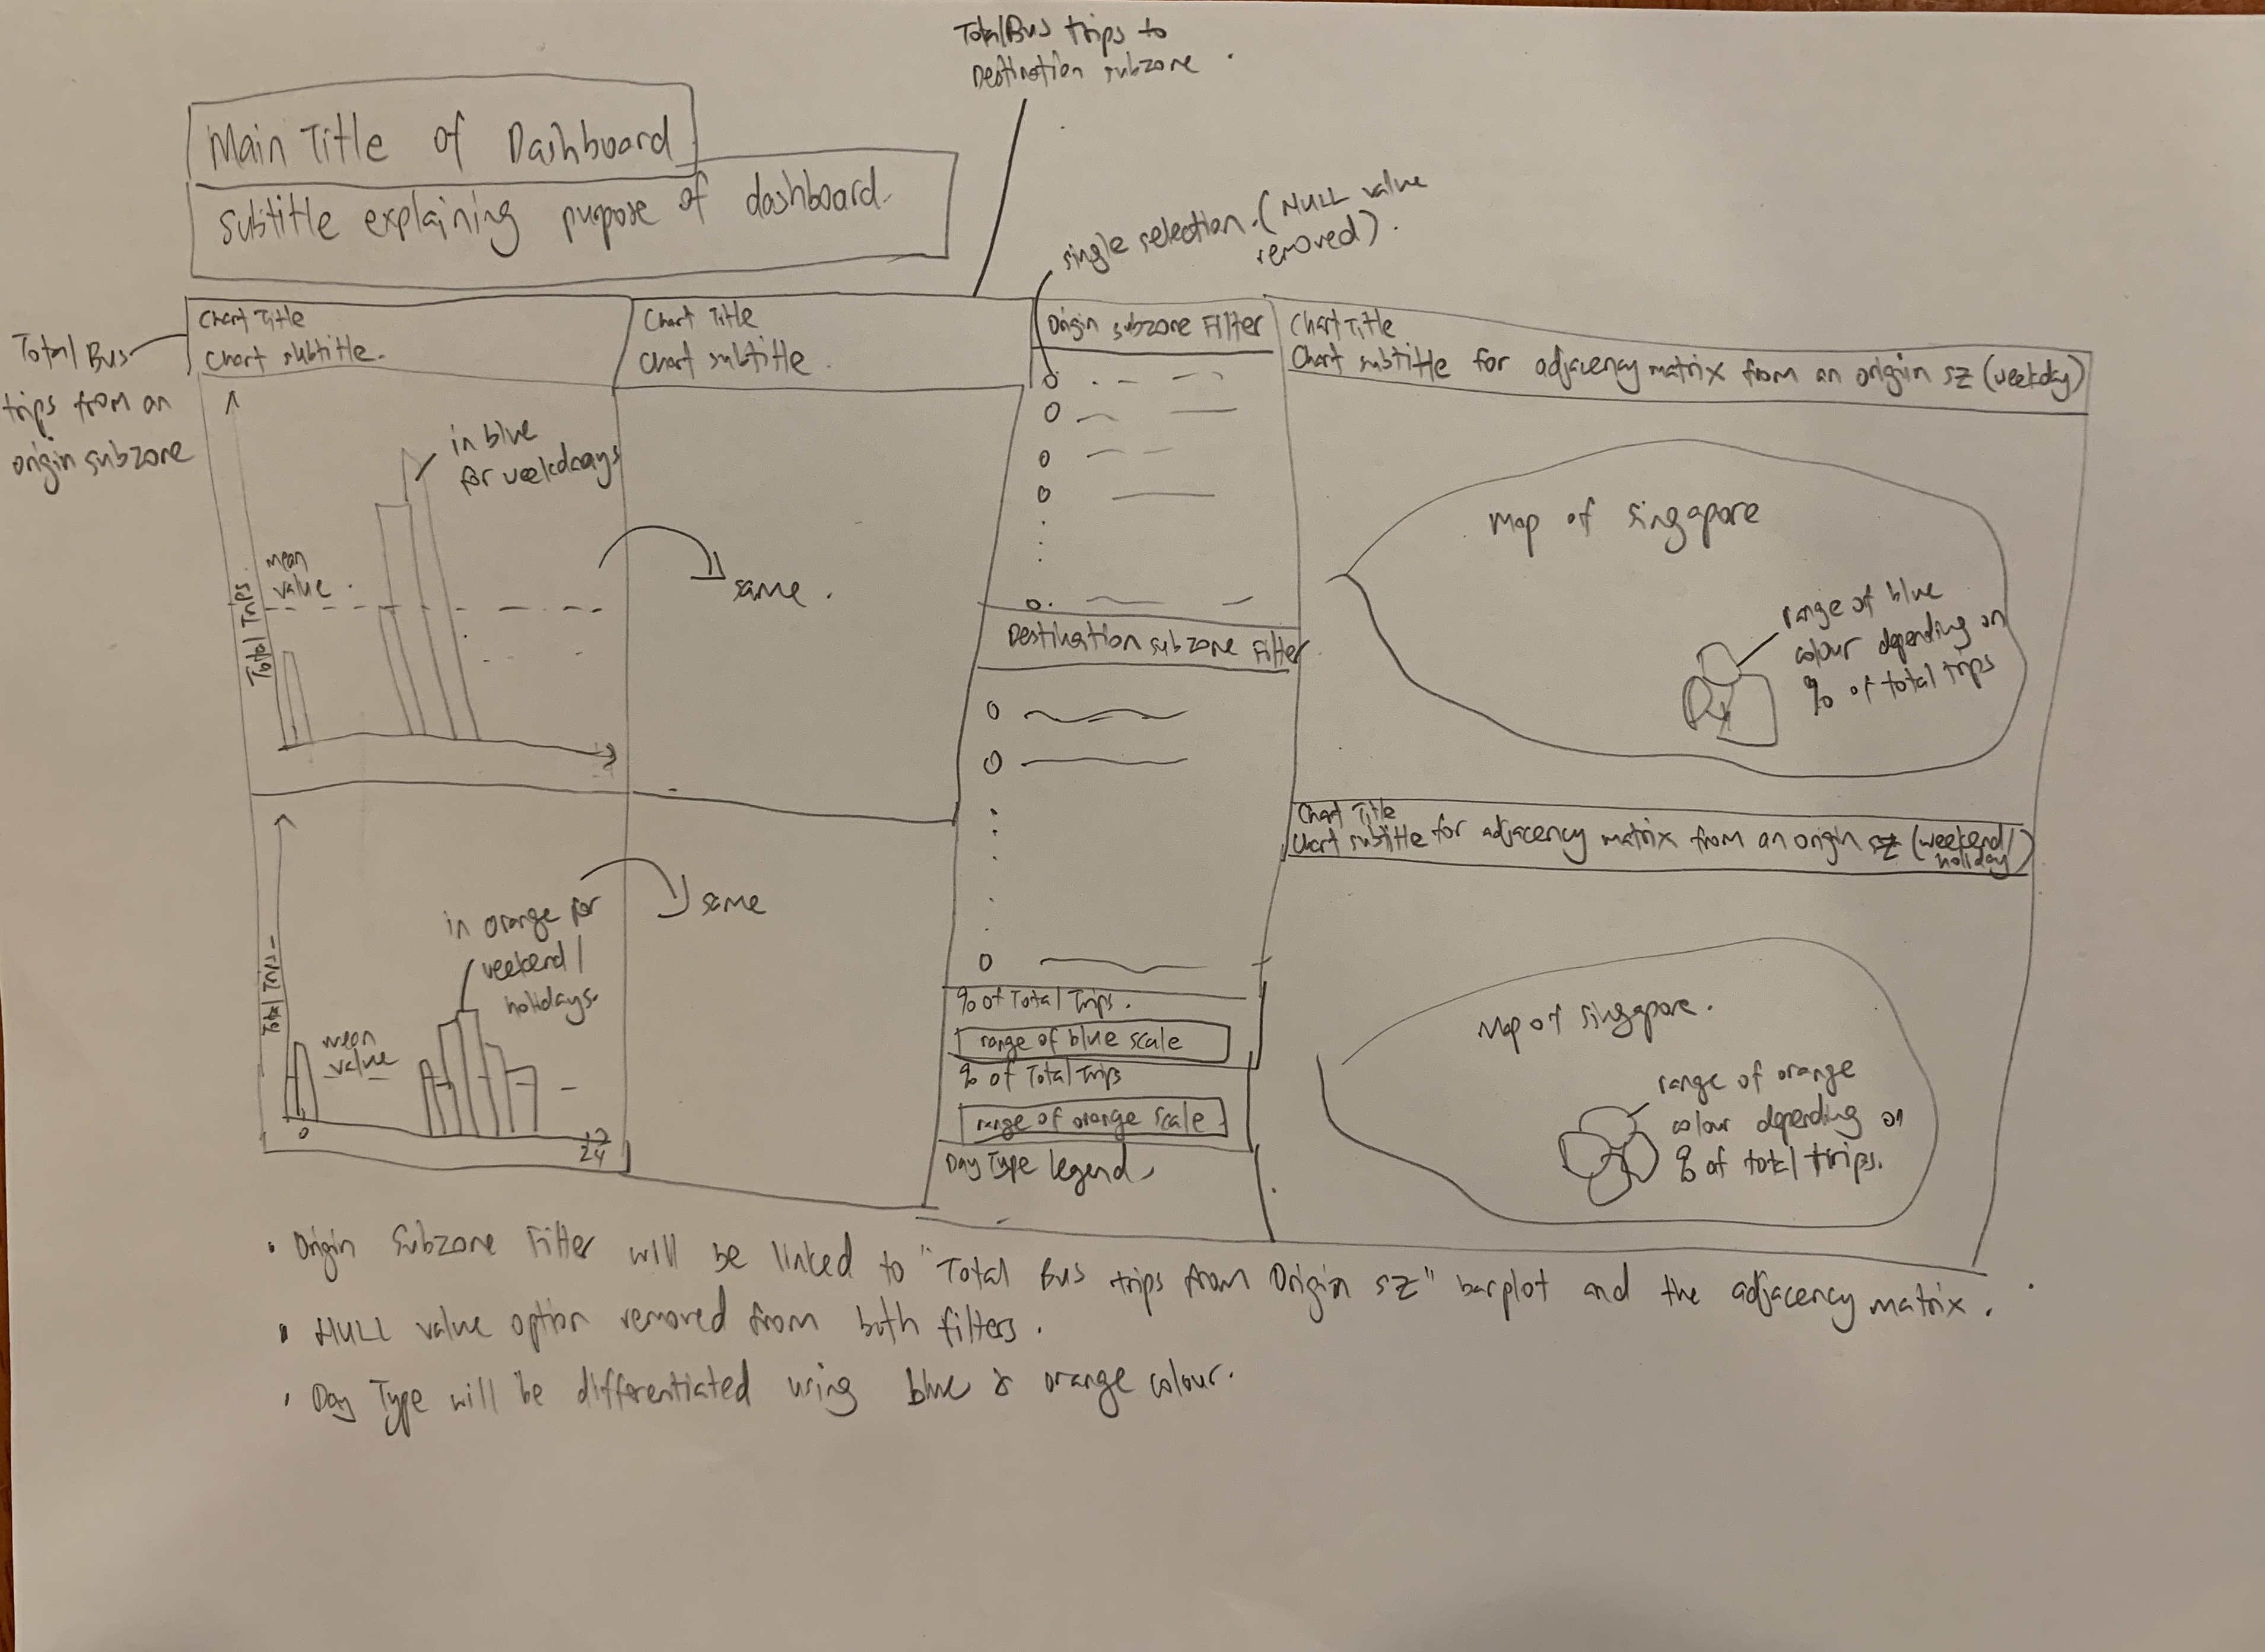 TotalBus trips to
Destination subzone.
Main Title of Dashboard
subtitle explaining purpose of dashboard.
single selection. (NULL value
removed).
Total Bus
trips from an
origin subzone
Chart Title
Chart subtitle.
in blue
for weekdays
mean
value
Total Trips.
Chart Title
Chart subtitle.
same.
Origin subzone Filter
Destination subzone Filter
Chart Title
Chart subtitle for adjacency matrix from an origin sz (weekday)
Map of Singapore
range of blue
colour depending on
% of total trips
in orange for
weekend/
holidays.
mean
value
Total Trips
0
24
same
% of Total Trips.
range of blue scale
% of Total Trips
range of orange scale
Day Type legend
Chart Title
Chart subtitle for adjacency matrix from an origin sz (weekend/
holiday)
Map of Singapore.
range of orange
colour depending on
% of total trips.
• Origin Subzone Filter will be linked to "Total Bus trips from Origin sz" barplot and the adjacency matrix.
• NULL value option removed from both filters.
• Day Type will be differentiated using blue & orange colour.